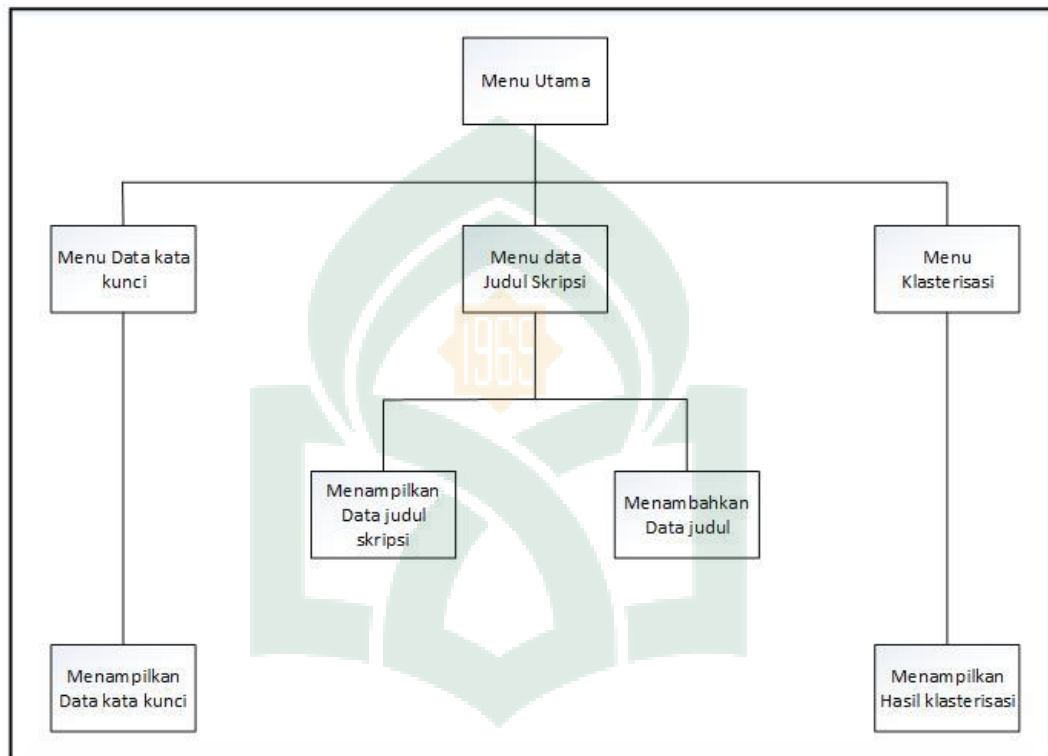 Menu Utama
Menu Data kata
kunci
Menu data
Judul Skripsi
Menu
Klasterisasi
1969
Menampilkan
Data judul
skripsi
Menambahkan
Data judul
Menampilkan
Data kata kunci
Menampilkan
Hasil klasterisasi